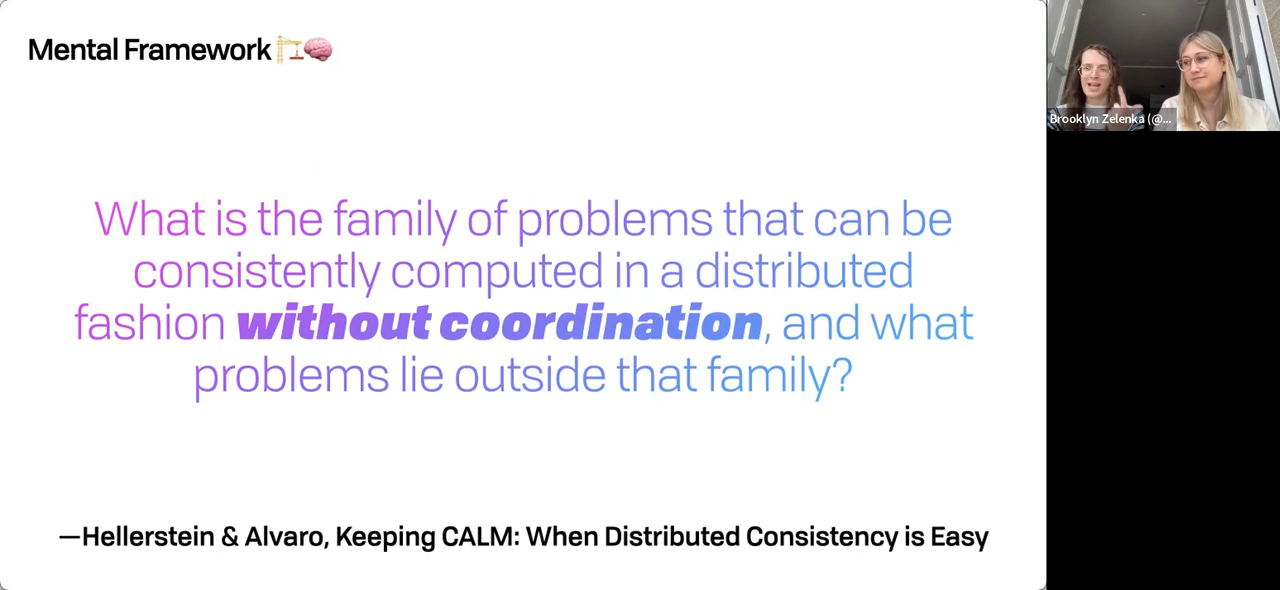 Mental Framework 🏗️🧠
What is the family of problems that can be
consistently computed in a distributed
fashion without coordination, and what
problems lie outside that family?
—Hellerstein & Alvaro, Keeping CALM: When Distributed Consistency is Easy
Brooklyn Zelenka (@...